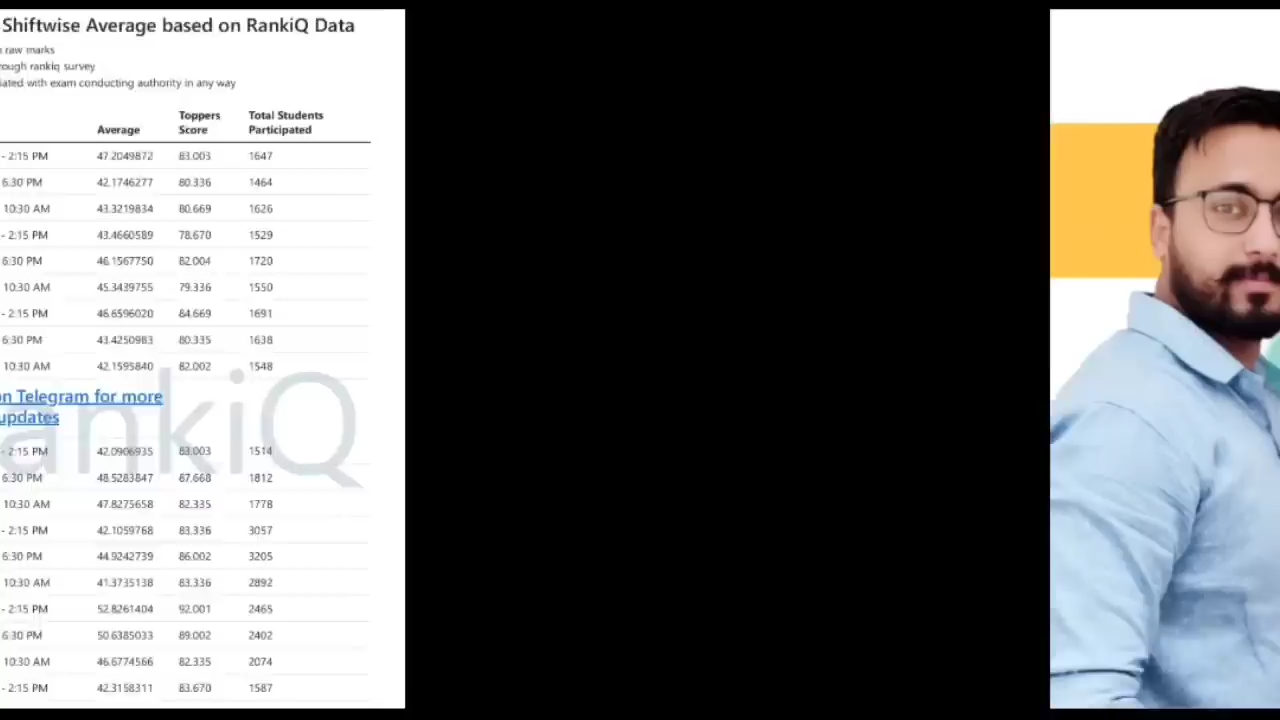 Shiftwise Average based on RankiQ Data
raw marks
rough rankiq survey
iated with exam conducting authority in any way
Average Toppers Score Total Students Participated
- 2:15 PM 47.2049872 83.003 1647
6:30 PM 42.1746277 80.336 1464
10:30 AM 43.3219834 80.669 1626
- 2:15 PM 43.4660589 78.670 1529
6:30 PM 46.1567750 82.004 1720
10:30 AM 45.3439755 79.336 1550
- 2:15 PM 46.6596020 84.669 1691
6:30 PM 43.4250983 80.335 1638
10:30 AM 42.1595840 82.002 1548
on Telegram for more
updates
ankiQ
- 2:15 PM 42.0906935 83.003 1514
6:30 PM 48.5283847 87.668 1812
10:30 AM 47.8275658 82.335 1778
- 2:15 PM 42.1059768 83.336 3057
6:30 PM 44.9242739 86.002 3205
10:30 AM 41.3735138 83.336 2892
- 2:15 PM 52.8261404 92.001 2465
6:30 PM 50.6385033 89.002 2402
10:30 AM 46.6774566 82.335 2074
- 2:15 PM 42.3158311 83.670 1587